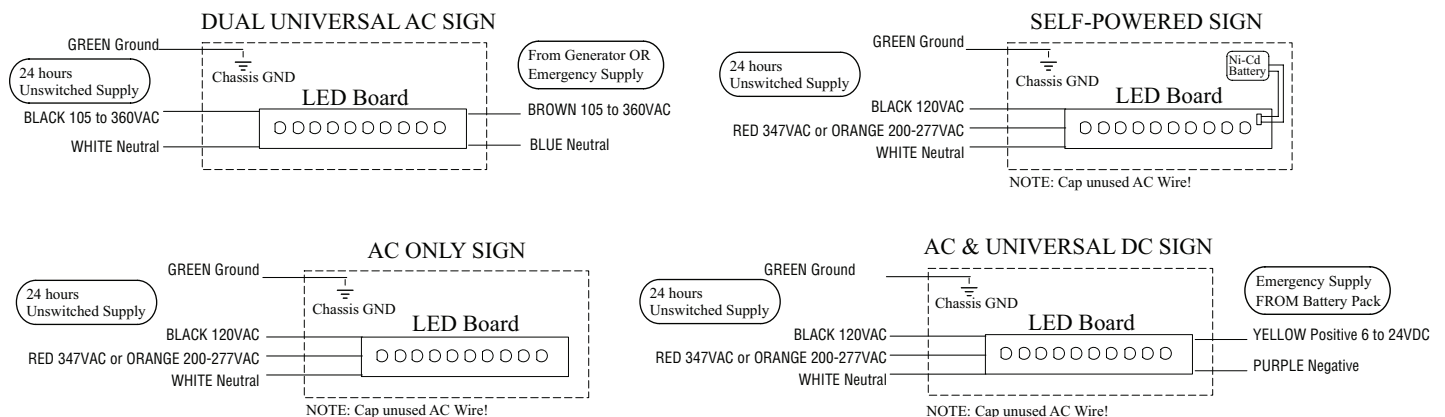 DUAL UNIVERSAL AC SIGN
GREEN Ground
Chassis GND
24 hours
Unswitched Supply
From Generator OR
Emergency Supply
LED Board
BLACK 105 to 360VAC
BROWN 105 to 360VAC
WHITE Neutral
BLUE Neutral
SELF-POWERED SIGN
GREEN Ground
Chassis GND
24 hours
Unswitched Supply
Ni-Cd
Battery
LED Board
BLACK 120VAC
RED 347VAC or ORANGE 200-277VAC
WHITE Neutral
NOTE: Cap unused AC Wire!
AC ONLY SIGN
GREEN Ground
Chassis GND
24 hours
Unswitched Supply
LED Board
BLACK 120VAC
RED 347VAC or ORANGE 200-277VAC
WHITE Neutral
NOTE: Cap unused AC Wire!
AC & UNIVERSAL DC SIGN
GREEN Ground
Chassis GND
24 hours
Unswitched Supply
Emergency Supply
FROM Battery Pack
LED Board
BLACK 120VAC
YELLOW Positive 6 to 24VDC
RED 347VAC or ORANGE 200-277VAC
PURPLE Negative
WHITE Neutral
NOTE: Cap unused AC Wire!